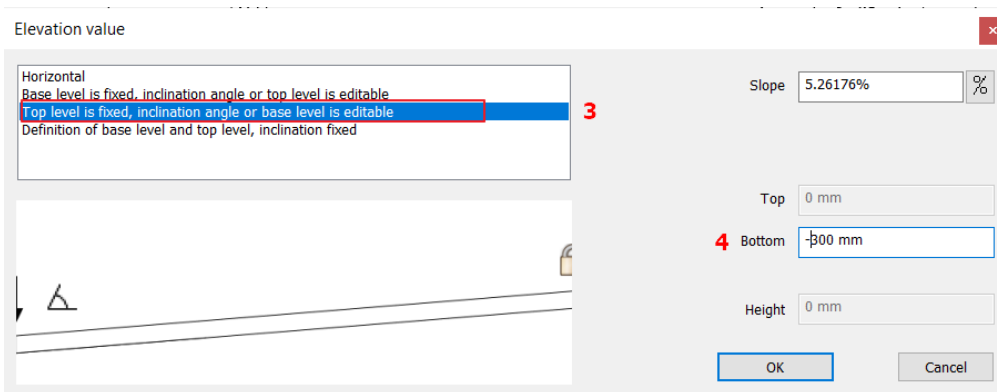 Elevation value
Horizontal
Base level is fixed, inclination angle or top level is editable
Top level is fixed, inclination angle or base level is editable
3
Definition of base level and top level, inclination fixed
Slope
5.26176%
%
Top
0 mm
4
Bottom
-300 mm
Height
0 mm
OK
Cancel